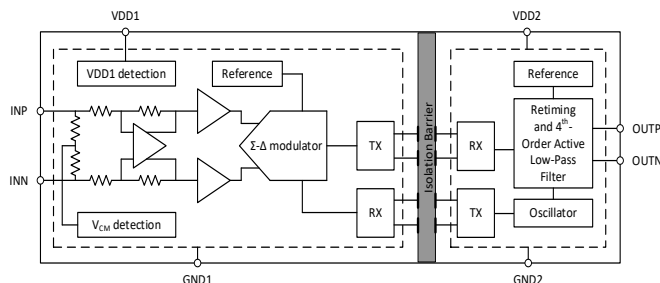 VDD1
VDD2
VDD1 detection
Reference
Reference
INP
INN
Σ-Δ modulator
TX
RX
Isolation Barrier
RX
TX
Retiming
and 4th-
Order Active
Low-Pass
Filter
Oscillator
OUTP
OUTN
VCM detection
GND1
GND2